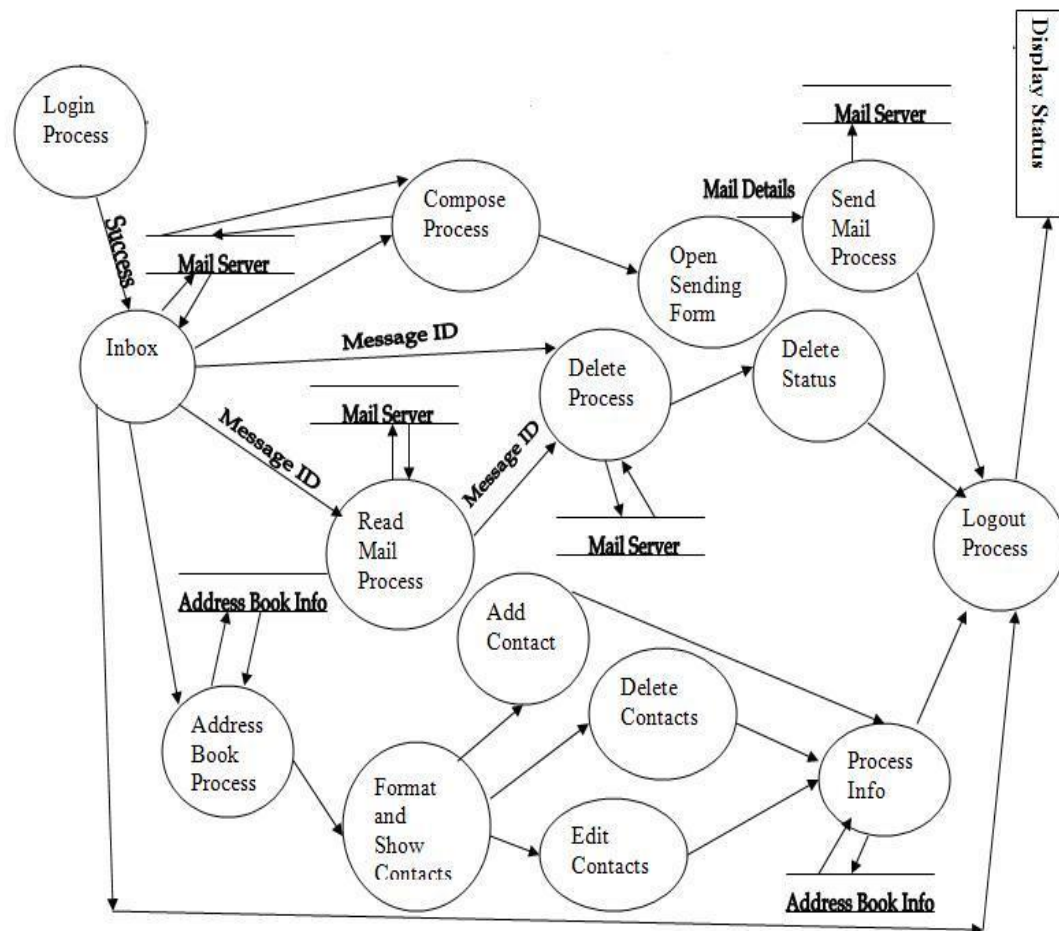 Display Status
Login
Process
Mail Server
Success
Compose
Process
Mail Details
Send
Mail
Process
Mail Server
Open
Sending
Form
Inbox
Message ID
Delete
Process
Delete
Status
Mail Server
Message ID
Message ID
Read
Mail
Process
Mail Server
Logout
Process
Address Book Info
Add
Contact
Delete
Contacts
Address
Book
Process
Process
Info
Format
and
Show
Contacts
Edit
Contacts
Address Book Info